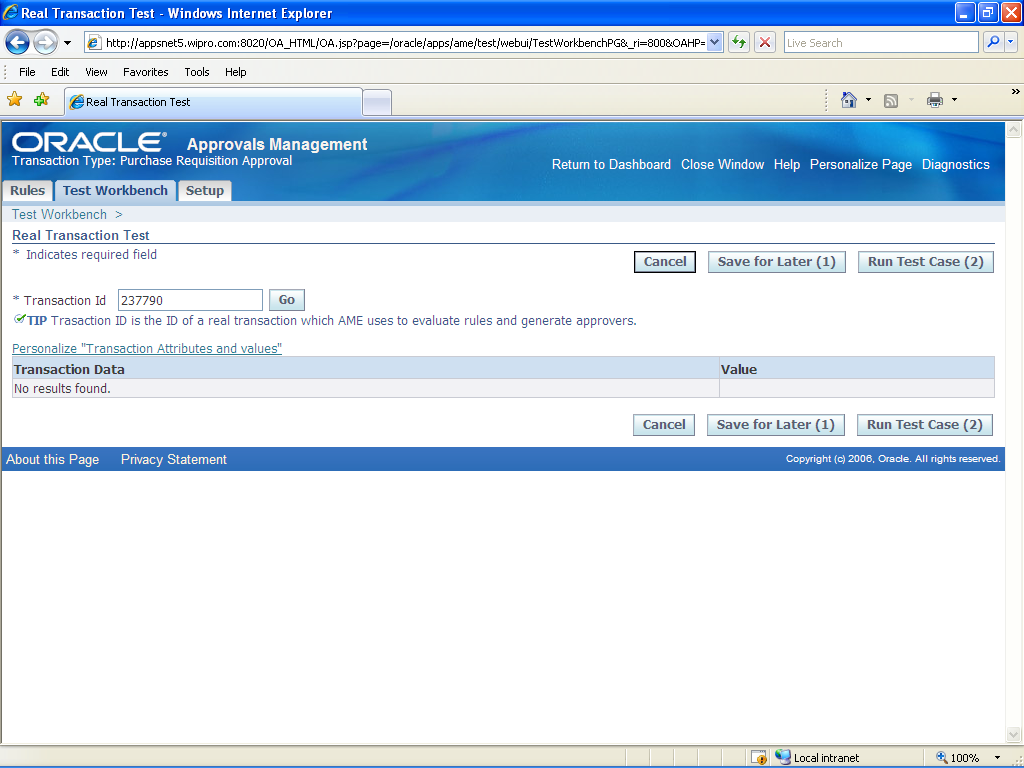 Real Transaction Test - Windows Internet Explorer
http://appsnet5.wipro.com:8020/OA_HTML/OA.jsp?page=/oracle/apps/ame/test/webui/TestWorkbenchPG&_ri=800&OAHP= Live Search
File Edit View Favorites Tools Help
Real Transaction Test
ORACLE® Approvals Management
Transaction Type: Purchase Requisition Approval
Return to Dashboard Close Window Help Personalize Page Diagnostics
Rules Test Workbench Setup
Test Workbench >
Real Transaction Test
* Indicates required field
Cancel Save for Later (1) Run Test Case (2)
* Transaction Id 237790 Go
TIP Trasaction ID is the ID of a real transaction which AME uses to evaluate rules and generate approvers.
Personalize "Transaction Attributes and values"
Transaction Data Value
No results found.
Cancel Save for Later (1) Run Test Case (2)
About this Page Privacy Statement Copyright (c) 2006, Oracle. All rights reserved.
Local intranet 100%